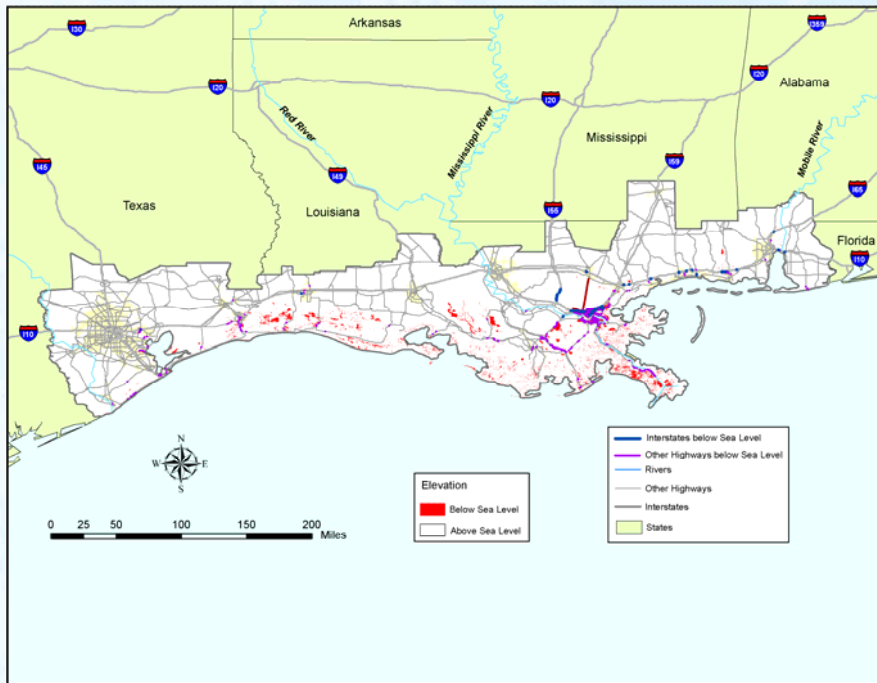 I30
Arkansas
I359
I20
I20
I20
Alabama
Red River
Mississippi River
Mississippi
Mobile River
I45
I49
I59
I65
Texas
Louisiana
I55
Florida
I10
I10
N
W E
S
Elevation
Below Sea Level
Above Sea Level
Interstates below Sea Level
Other Highways below Sea Level
Rivers
Other Highways
Interstates
States
0 25 50 100 150 200
Miles